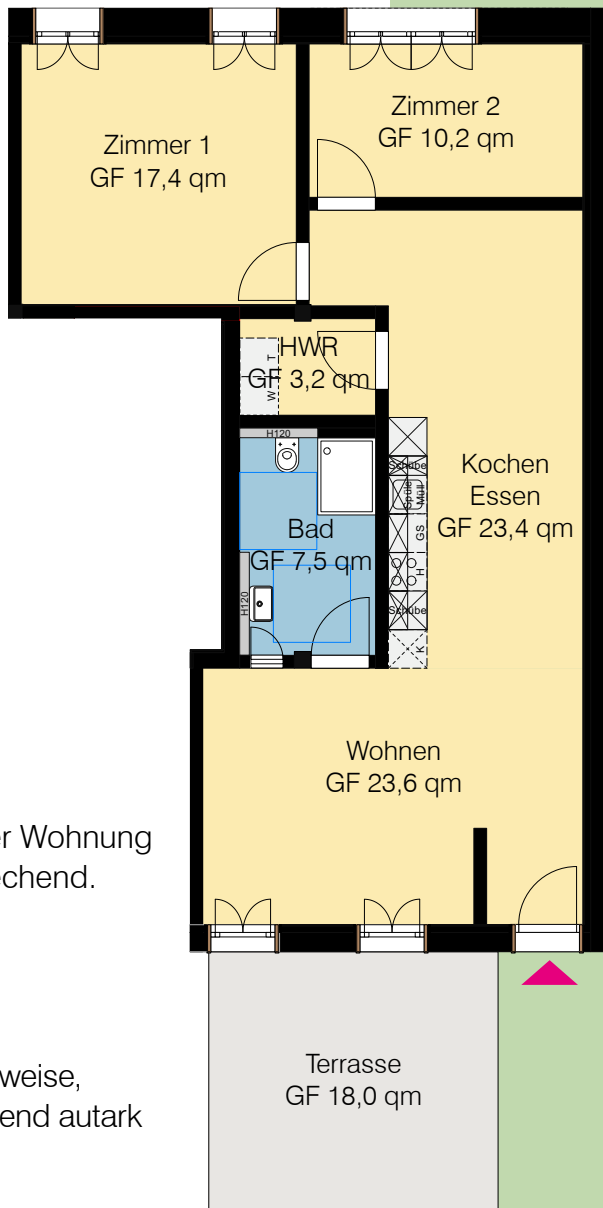 Zimmer 1
GF 17,4 qm
Zimmer 2
GF 10,2 qm
HWR
GF 3,2 qm
T
W
H120
Bad
GF 7,5 qm
H120
Schübe
Spüle
Müll
GS
H
Schübe
K
Kochen
Essen
GF 23,4 qm
Wohnen
GF 23,6 qm
er Wohnung
echend.
weise,
end autark
Terrasse
GF 18,0 qm